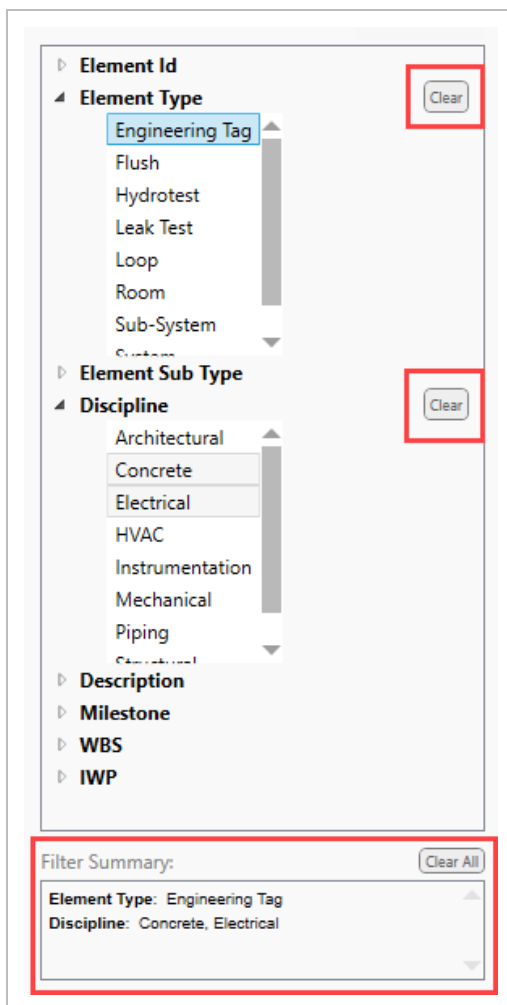 Element Id
Element Type
Clear
Engineering Tag
Flush
Hydrotest
Leak Test
Loop
Room
Sub-System
System
Element Sub Type
Discipline
Clear
Architectural
Concrete
Electrical
HVAC
Instrumentation
Mechanical
Piping
Structural
Description
Milestone
WBS
IWP
Filter Summary:
Clear All
Element Type: Engineering Tag
Discipline: Concrete, Electrical